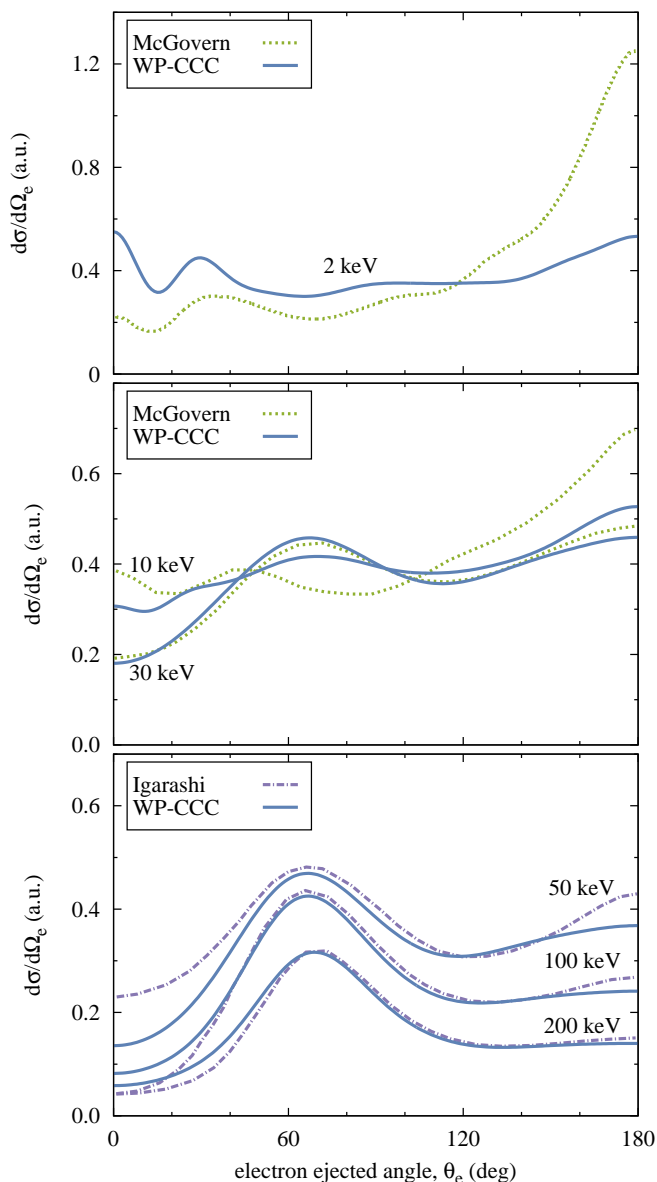 McGovern
WP-CCC
1.2
0.8
0.4
0
dσ/dΩe (a.u.)
2 keV
McGovern
WP-CCC
0.6
0.4
0.2
0.0
dσ/dΩe (a.u.)
10 keV
30 keV
Igarashi
WP-CCC
0.6
0.4
0.2
0.0
dσ/dΩe (a.u.)
50 keV
100 keV
200 keV
0 60 120 180
electron ejected angle, θe (deg)